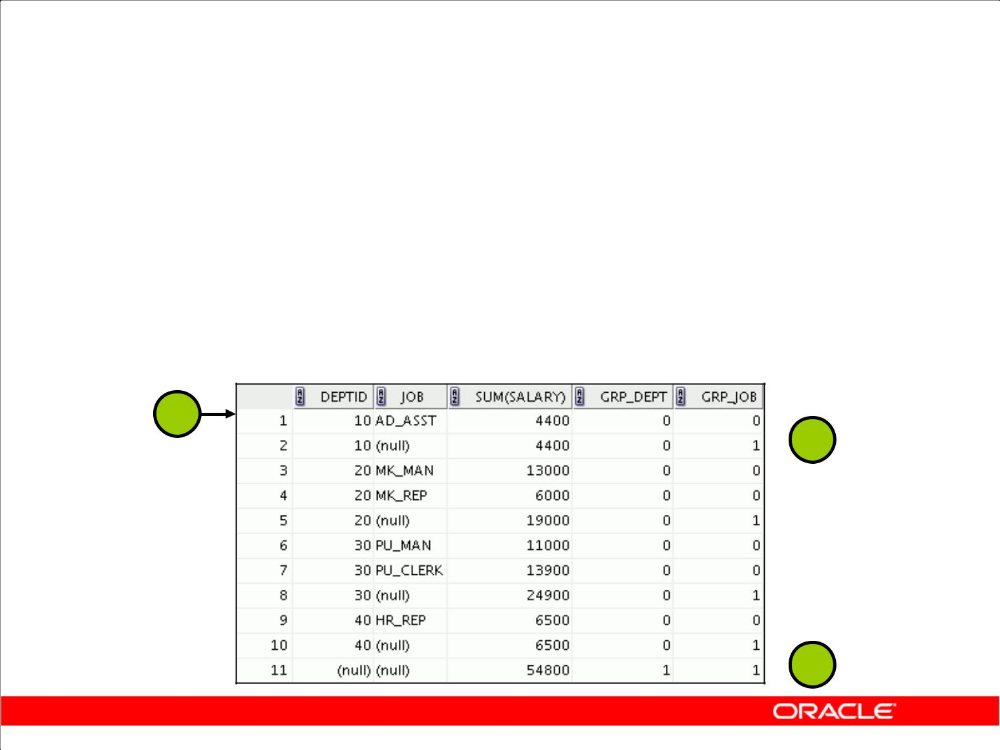 DEPTID JOB SUM(SALARY) GRP_DEPT GRP_JOB
1 10 AD_ASST 4400 0 0
2 10 (null) 4400 0 1
3 20 MK_MAN 13000 0 0
4 20 MK_REP 6000 0 0
5 20 (null) 19000 0 1
6 30 PU_MAN 11000 0 0
7 30 PU_CLERK 13900 0 0
8 30 (null) 24900 0 1
9 40 HR_REP 6500 0 0
10 40 (null) 6500 0 1
11 (null) (null) 54800 1 1
ORACLE